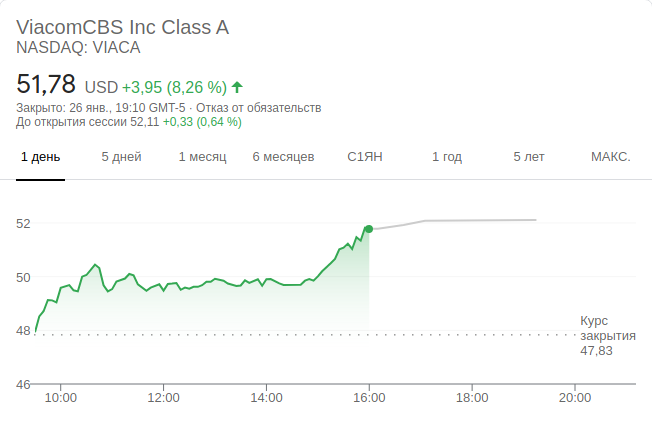 ViacomCBS Inc Class A
NASDAQ: VIACA
51,78 USD +3,95 (8,26 %)
Закрыто: 26 янв., 19:10 GMT-5 · Отказ от обязательств
До открытия сессии 52,11 +0,33 (0,64 %)
1 день 5 дней 1 месяц 6 месяцев С1ЯН 1 год 5 лет МАКС.
52
50
48
Курс
закрытия
47,83
46
10:00 12:00 14:00 16:00 18:00 20:00